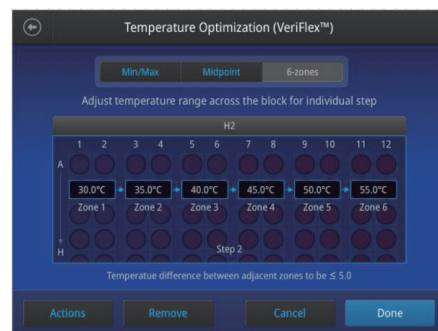 Temperature Optimization (VeriFlex™)
Min/Max Midpoint 6-zones
Adjust temperature range across the block for individual step
H2
1 2 3 4 5 6 7 8 9 10 11 12
A
30.0°C 35.0°C 40.0°C 45.0°C 50.0°C 55.0°C
Zone 1 Zone 2 Zone 3 Zone 4 Zone 5 Zone 6
H
Step 2
Temperatue difference between adjacent zones to be ≤ 5.0
Actions Remove Cancel Done